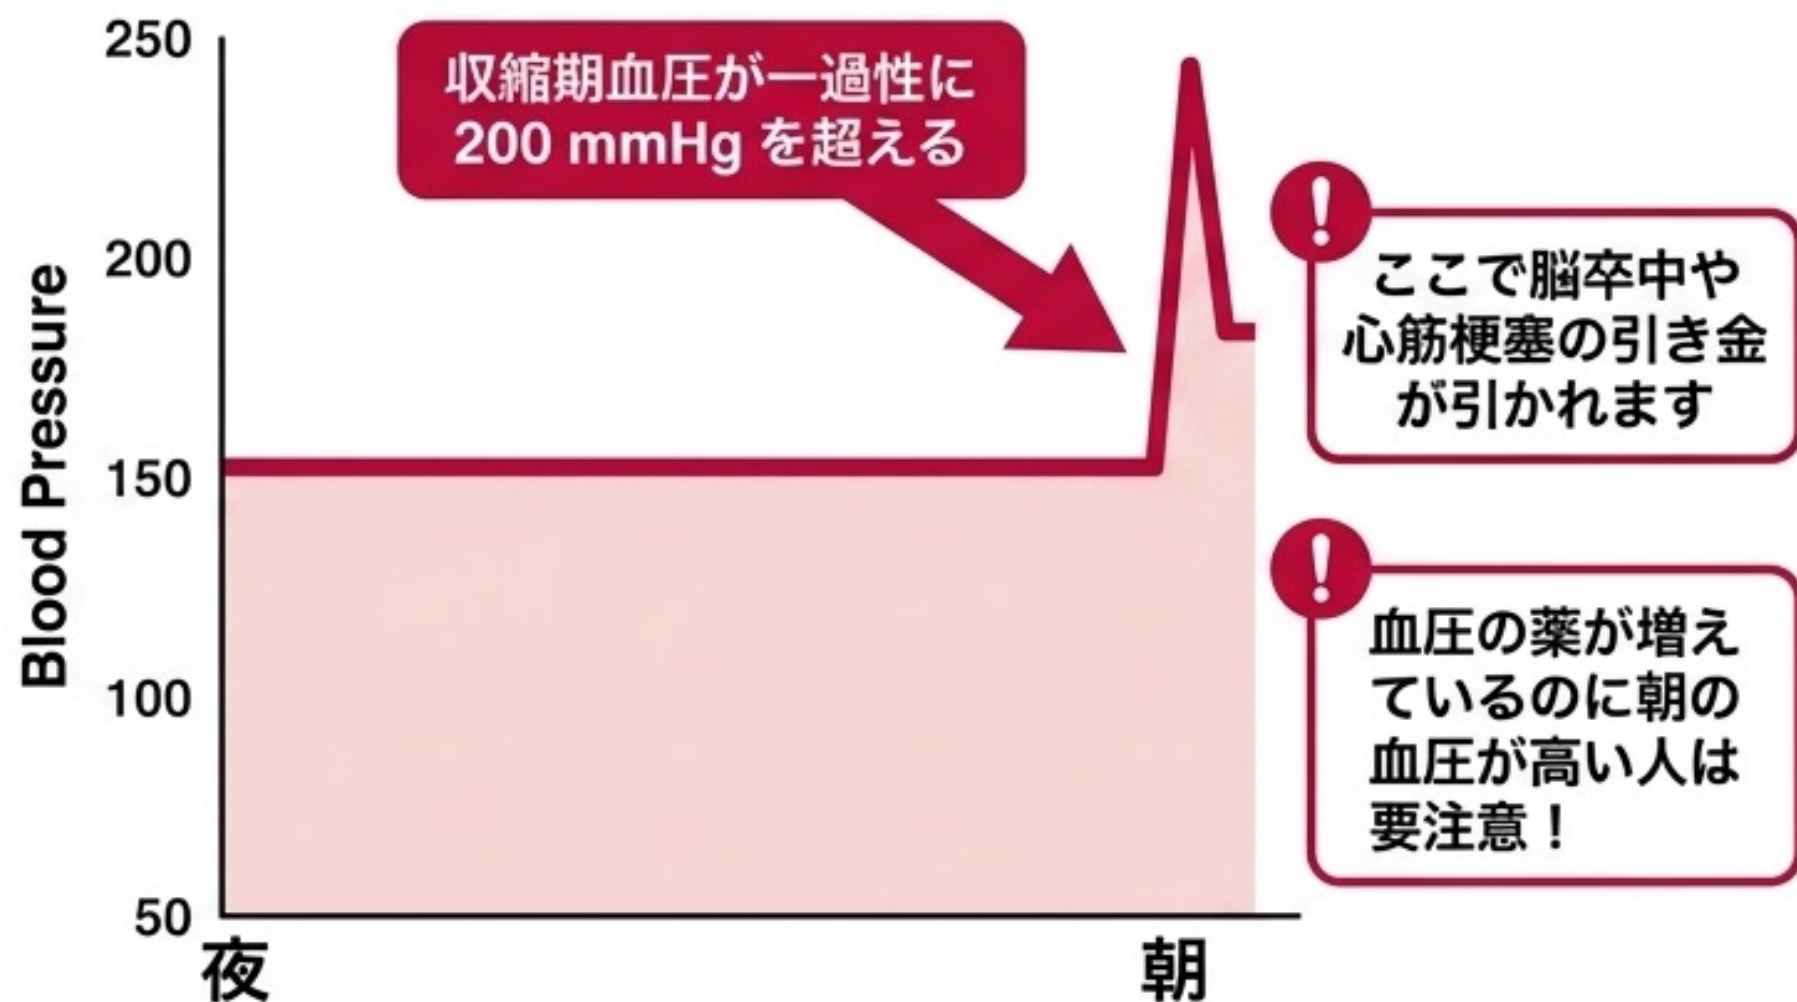 250
収縮期血圧が一過性に
200 mmHg を超える
200
150
100
50
Blood Pressure
夜
朝
!
ここで脳卒中や
心筋梗塞の引き金
が引かれます
!
血圧の薬が増え
ているのに朝の
血圧が高い人は
要注意！